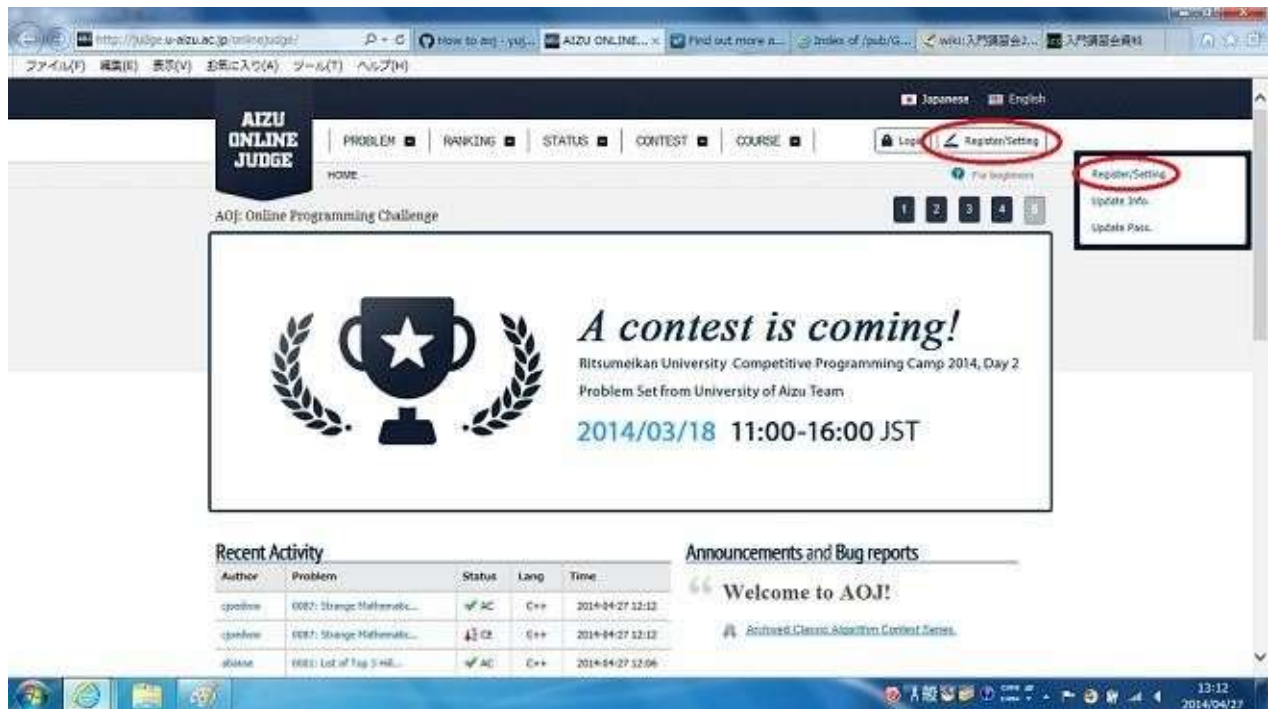 http://judge.u-aizu.ac.jp/onlinejudge/
AIZU ONLINE...
Find out more a...
Index of /pub/G...
wiki:入門講習会2...
入門講習会資料
ファイル(F) 編集(E) 表示(V) お気に入り(A) ツール(T) ヘルプ(H)
Japanese English
AIZU
ONLINE
JUDGE
PROBLEM RANKING STATUS CONTEST COURSE
Register/Setting
HOME
For beginners
Register/Setting
Update Info.
Update Pass.
AOJ: Online Programming Challenge
1 2 3 4 5
A contest is coming!
Ritsumeikan University Competitive Programming Camp 2014, Day 2
Problem Set from University of Aizu Team
2014/03/18 11:00-16:00 JST
Recent Activity
Author Problem Status Lang Time
0087: Strange Mathematic... AC C++ 2014-04-27 12:12
0087: Strange Mathematic... CE C++ 2014-04-27 12:12
0001: List of Top 3 Hill... AC C++ 2014-04-27 12:06
Announcements and Bug reports
Welcome to AOJ!
Archived Classic Algorithm Contest Series.
A 般
13:12
2014/04/27